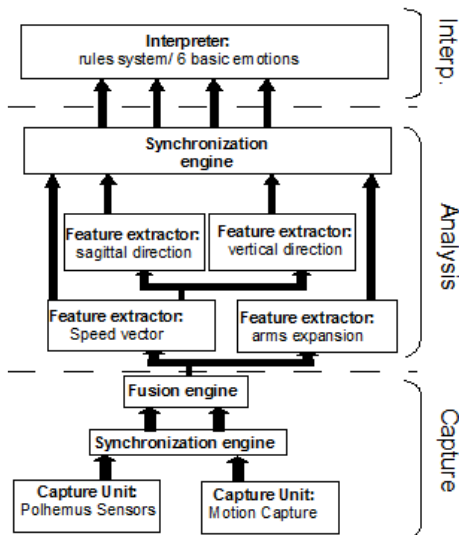 Interpreter:
rules system/ 6 basic emotions
Interp.
Synchronization
engine
Feature extractor:
sagittal direction
Feature extractor:
vertical direction
Analysis
Feature extractor:
Speed vector
Feature extractor:
arms expansion
Fusion engine
Synchronization engine
Capture
Capture Unit:
Polhemus Sensors
Capture Unit:
Motion Capture